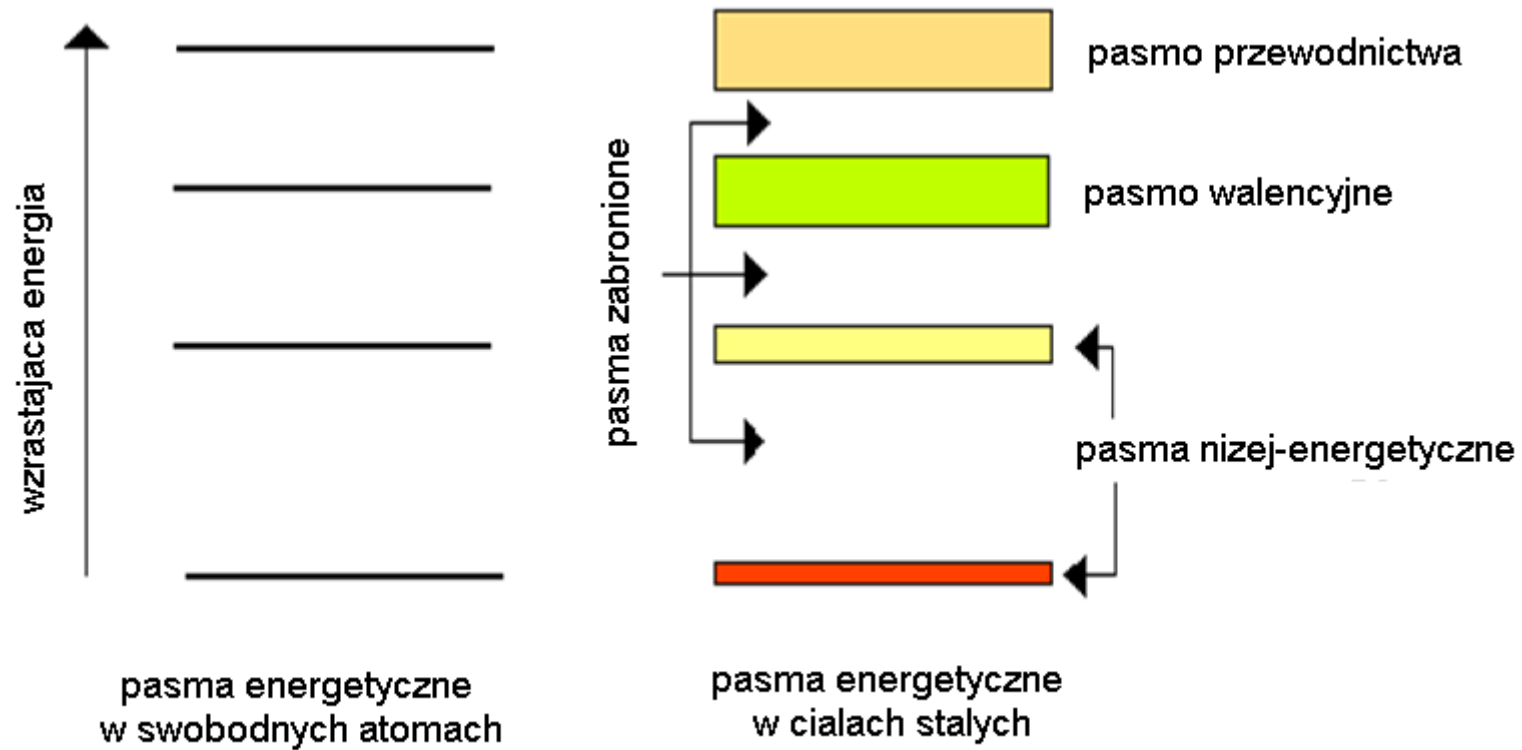 wzrastajaca energia
pasmo przewodnictwa
pasma zabronione
pasmo walencyjne
pasma nizej-energetyczne
pasma energetyczne
w swobodnych atomach
pasma energetyczne
w cialach stalych